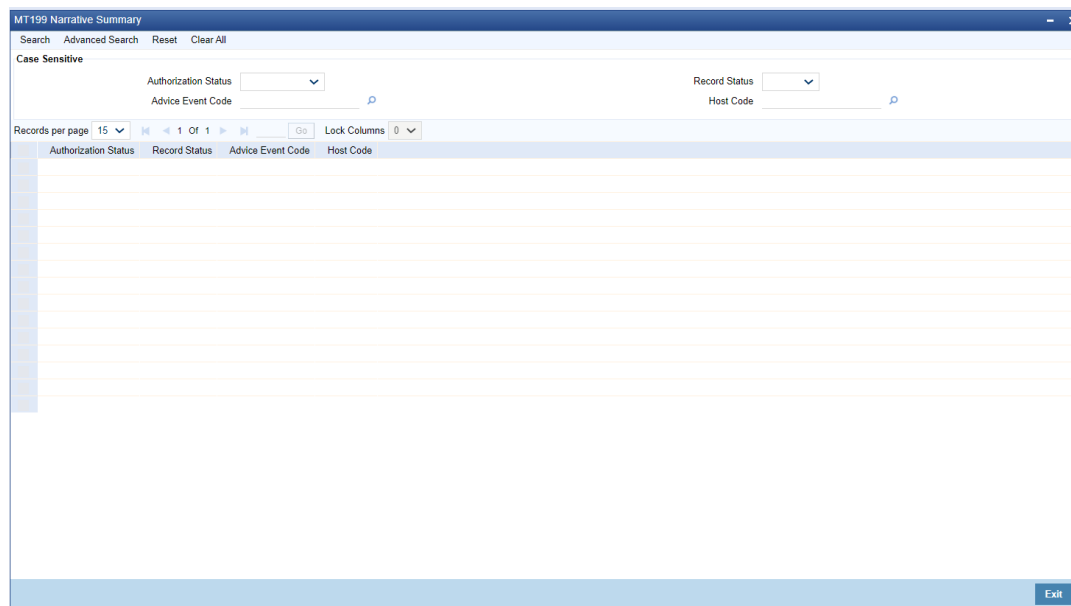 MT199 Narrative Summary
Search Advanced Search Reset Clear All
Case Sensitive
Authorization Status Record Status
Advice Event Code Host Code
Records per page 15 1 Of 1 Go Lock Columns 0
Authorization Status Record Status Advice Event Code Host Code
Exit